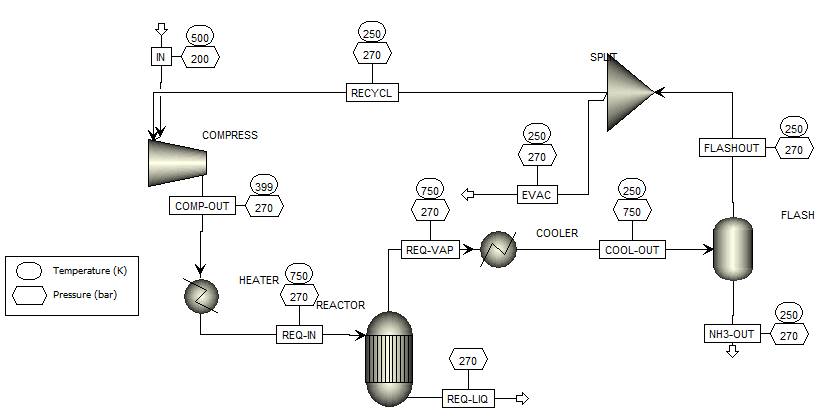 500
IN
200
250
270
RECYCL
SPLIT
COMPRESS
399
COMP-OUT
270
250
270
EVAC
250
FLASHOUT
270
750
270
REQ-VAP
COOLER
250
750
COOL-OUT
FLASH
Temperature (K)
Pressure (bar)
HEATER
750
270
REACTOR
REQ-IN
250
NH3-OUT
270
270
REQ-LIQ